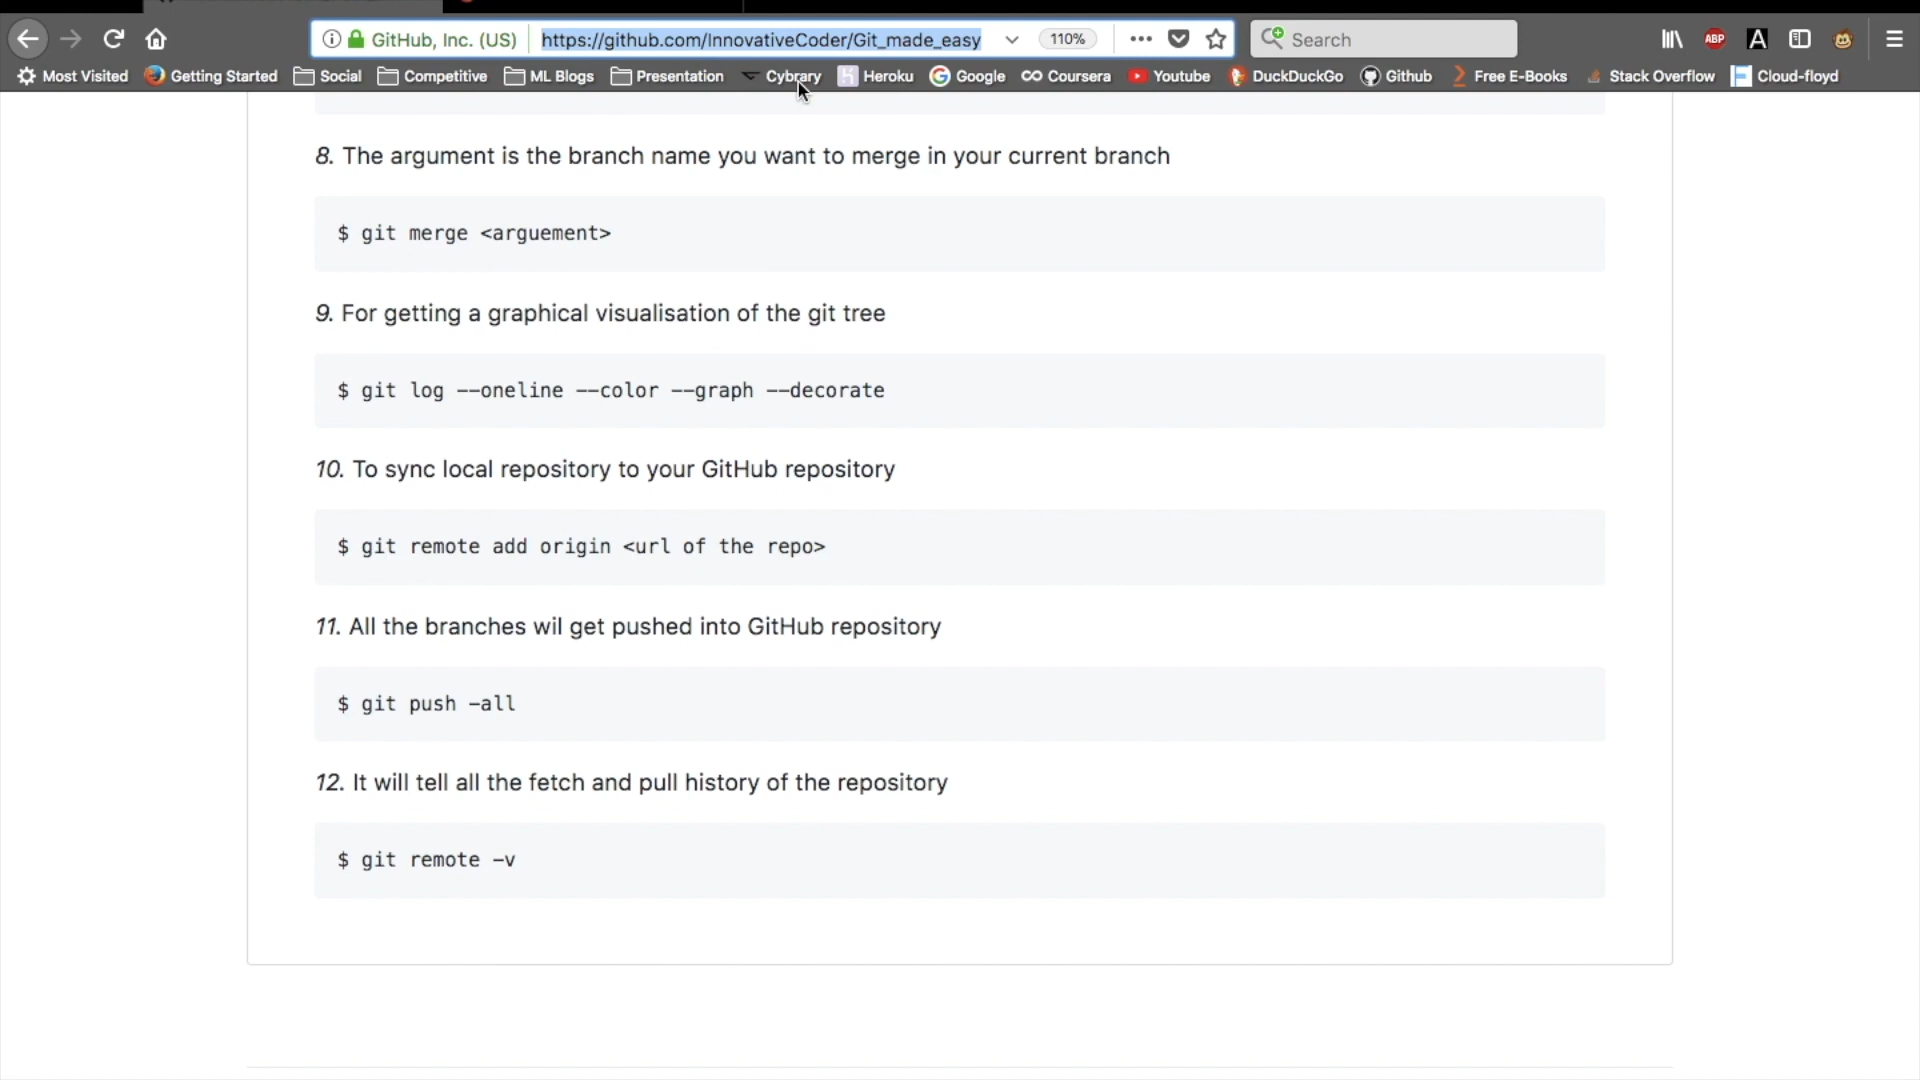 GitHub, Inc. (US) https://github.com/InnovativeCoder/Git_made_easy 110% Search ABP A
Most Visited Getting Started Social Competitive ML Blogs Presentation Cybrary Heroku Google Coursera Youtube DuckDuckGo Github Free E-Books Stack Overflow Cloud-floyd
8. The argument is the branch name you want to merge in your current branch
$ git merge <arguement>
9. For getting a graphical visualisation of the git tree
$ git log --oneline --color --graph --decorate
10. To sync local repository to your GitHub repository
$ git remote add origin <url of the repo>
11. All the branches wil get pushed into GitHub repository
$ git push -all
12. It will tell all the fetch and pull history of the repository
$ git remote -v